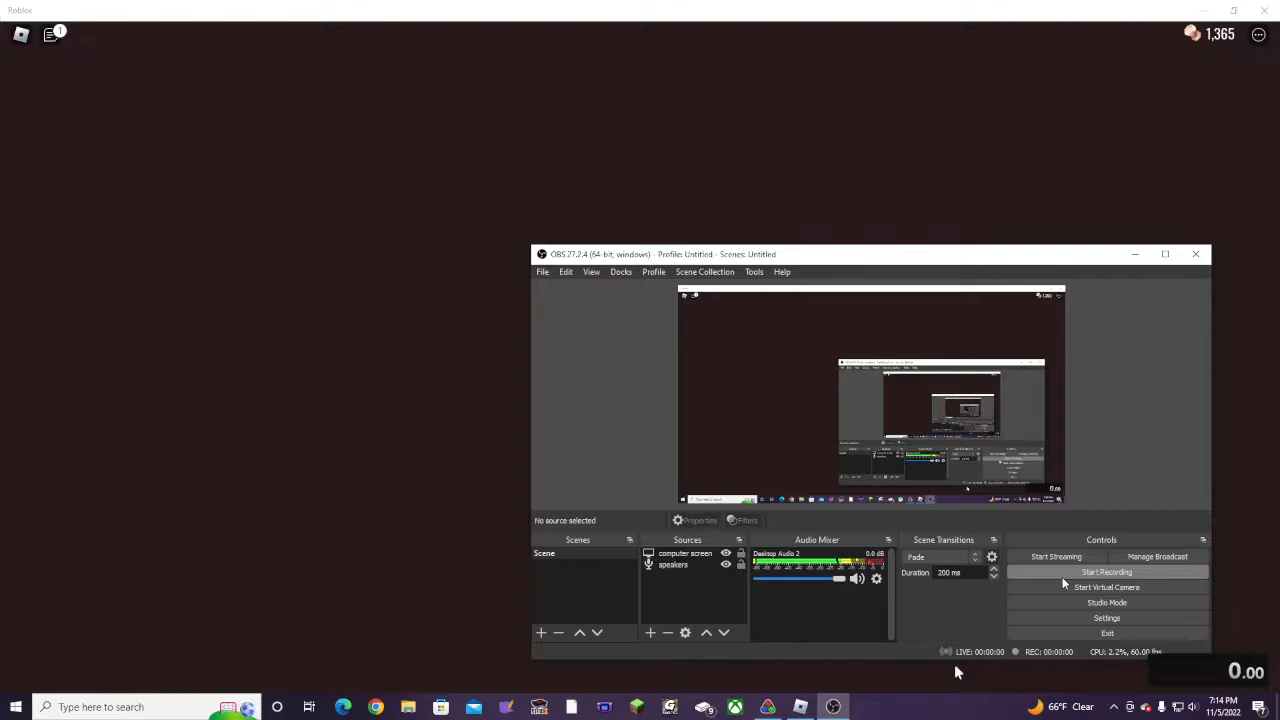 Roblox
1
1,365
OBS 27.2.4 (64-bit, windows) - Profile: Untitled - Scenes: Untitled
File Edit View Docks Profile Scene Collection Tools Help
No source selected
Properties
Filters
Scenes
Sources
Audio Mixer
Scene Transitions
Controls
Scene
computer screen
speakers
Desktop Audio 2
0.0 dB
Fade
Duration
200 ms
Start Streaming
Manage Broadcast
Start Recording
Start Virtual Camera
Studio Mode
Settings
Exit
LIVE: 00:00:00
REC: 00:00:00
CPU: 2.2%, 60.00 fps
0.00
Type here to search
9
66°F Clear
7:14 PM
11/5/2022